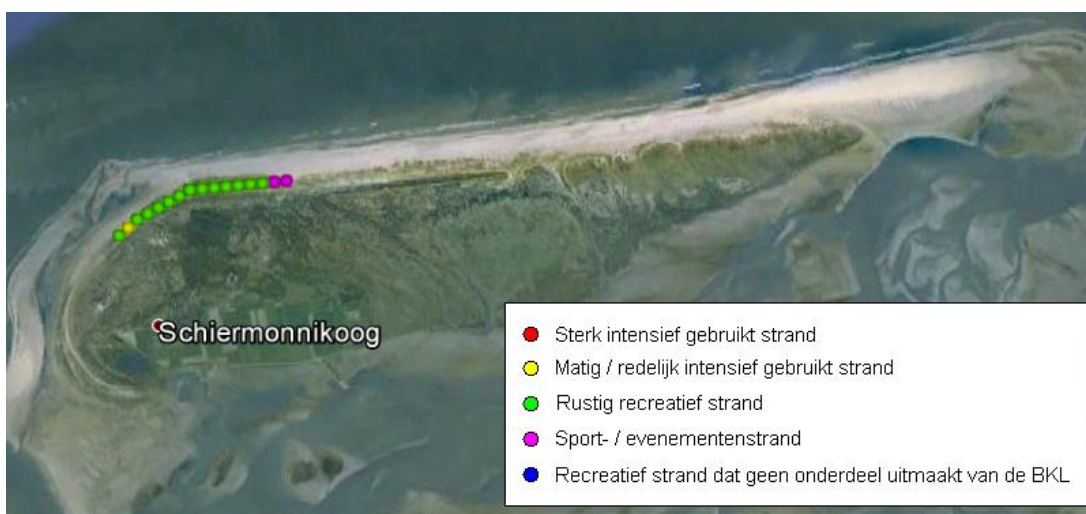 Schiermonnikoog
Sterk intensief gebruikt strand
Matig / redelijk intensief gebruikt strand
Rustig recreatief strand
Sport- / evenementenstrand
Recreatief strand dat geen onderdeel uitmaakt van de BKL